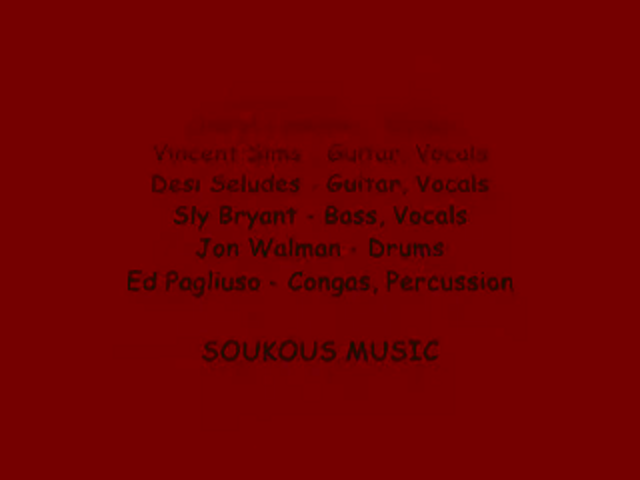 Vincent Sims - Guitar, Vocals
Desi Seludes - Guitar, Vocals
Sly Bryant - Bass, Vocals
Jon Walman - Drums
Ed Pagliuso - Congas, Percussion
SOUKOUS MUSIC